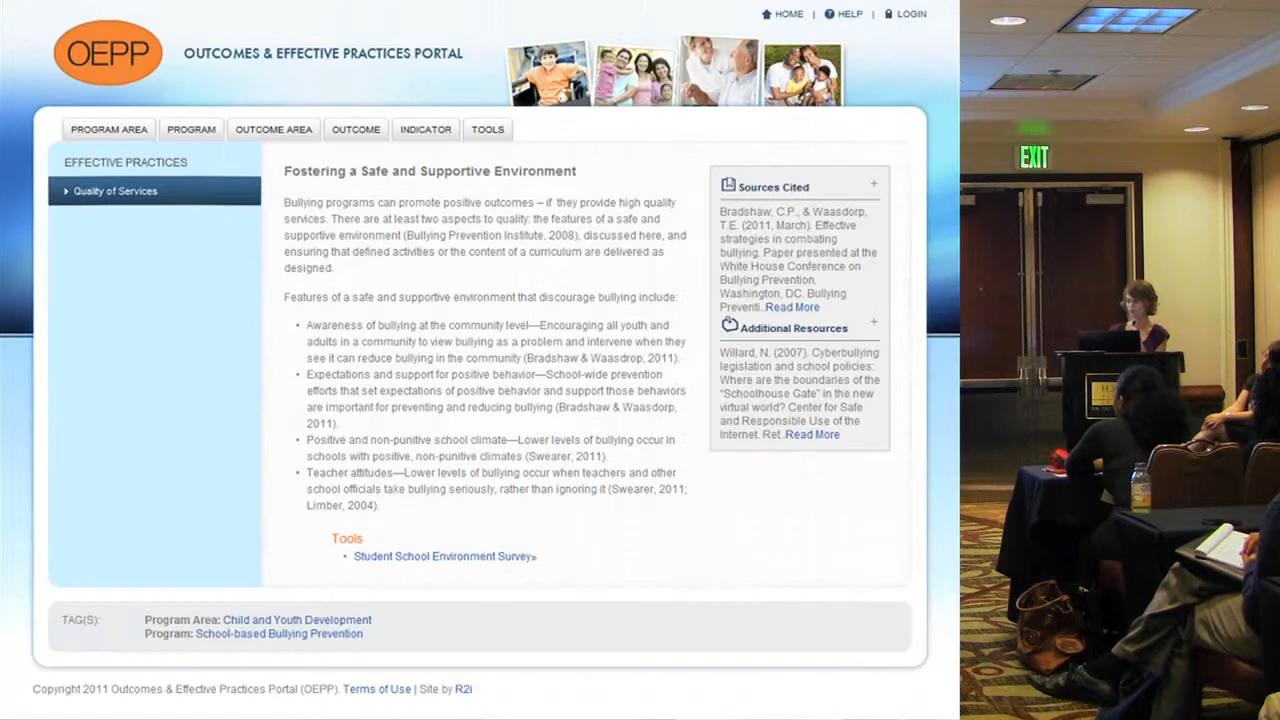 HOME | HELP | LOGIN
OEPP OUTCOMES & EFFECTIVE PRACTICES PORTAL
PROGRAM AREA PROGRAM OUTCOME AREA OUTCOME INDICATOR TOOLS
EFFECTIVE PRACTICES
Quality of Services
Fostering a Safe and Supportive Environment
Bullying programs can promote positive outcomes – if they provide high quality
services. There are at least two aspects to quality: the features of a safe and
supportive environment (Bullying Prevention Institute, 2008), discussed here, and
ensuring that defined activities or the content of a curriculum are delivered as
designed.
Features of a safe and supportive environment that discourage bullying include:
• Awareness of bullying at the community level—Encouraging all youth and
adults in a community to view bullying as a problem and intervene when they
see it can reduce bullying in the community (Bradshaw & Waasdrop, 2011).
• Expectations and support for positive behavior—School-wide prevention
efforts that set expectations of positive behavior and support those behaviors
are important for preventing and reducing bullying (Bradshaw & Waasdorp,
2011).
• Positive and non-punitive school climate—Lower levels of bullying occur in
schools with positive, non-punitive climates (Swearer, 2011).
• Teacher attitudes—Lower levels of bullying occur when teachers and other
school officials take bullying seriously, rather than ignoring it (Swearer, 2011;
Limber, 2004).
Tools
• Student School Environment Survey»
Sources Cited +
Bradshaw, C.P., & Waasdorp,
T.E. (2011, March). Effective
strategies in combating
bullying. Paper presented at the
White House Conference on
Bullying Prevention,
Washington, DC. Bullying
Preventi..Read More
Additional Resources +
Willard, N. (2007). Cyberbullying
legislation and school policies:
Where are the boundaries of the
“Schoolhouse Gate” in the new
virtual world? Center for Safe
and Responsible Use of the
Internet. Ret..Read More
TAG(S): Program Area: Child and Youth Development
Program: School-based Bullying Prevention
Copyright 2011 Outcomes & Effective Practices Portal (OEPP). Terms of Use | Site by R2i
EXIT